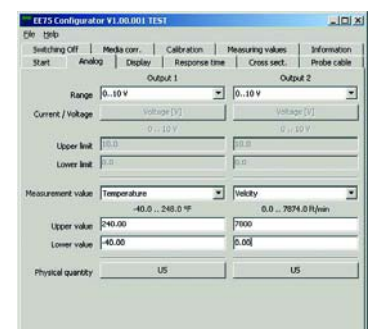 EE75 Configurator V1.00.001 TEST
File Help
Switching Off Media corr. Calibration Measuring values Information
Start Analog Display Response time Cross sect. Probe cable
Output 1 Output 2
Range 0..10 V 0..10 V
Current / Voltage Voltage [V] Voltage [V]
0 .. 10 V 0 .. 10 V
Upper limit 10.0 10.0
Lower limit 0.0 0.0
Measurement value Temperature Velocity
-40.0 .. 248.0 °F 0.0 .. 7874.0 ft/min
Upper value 240.00 7800
Lower value -40.00 0.00
Physical quantity US US